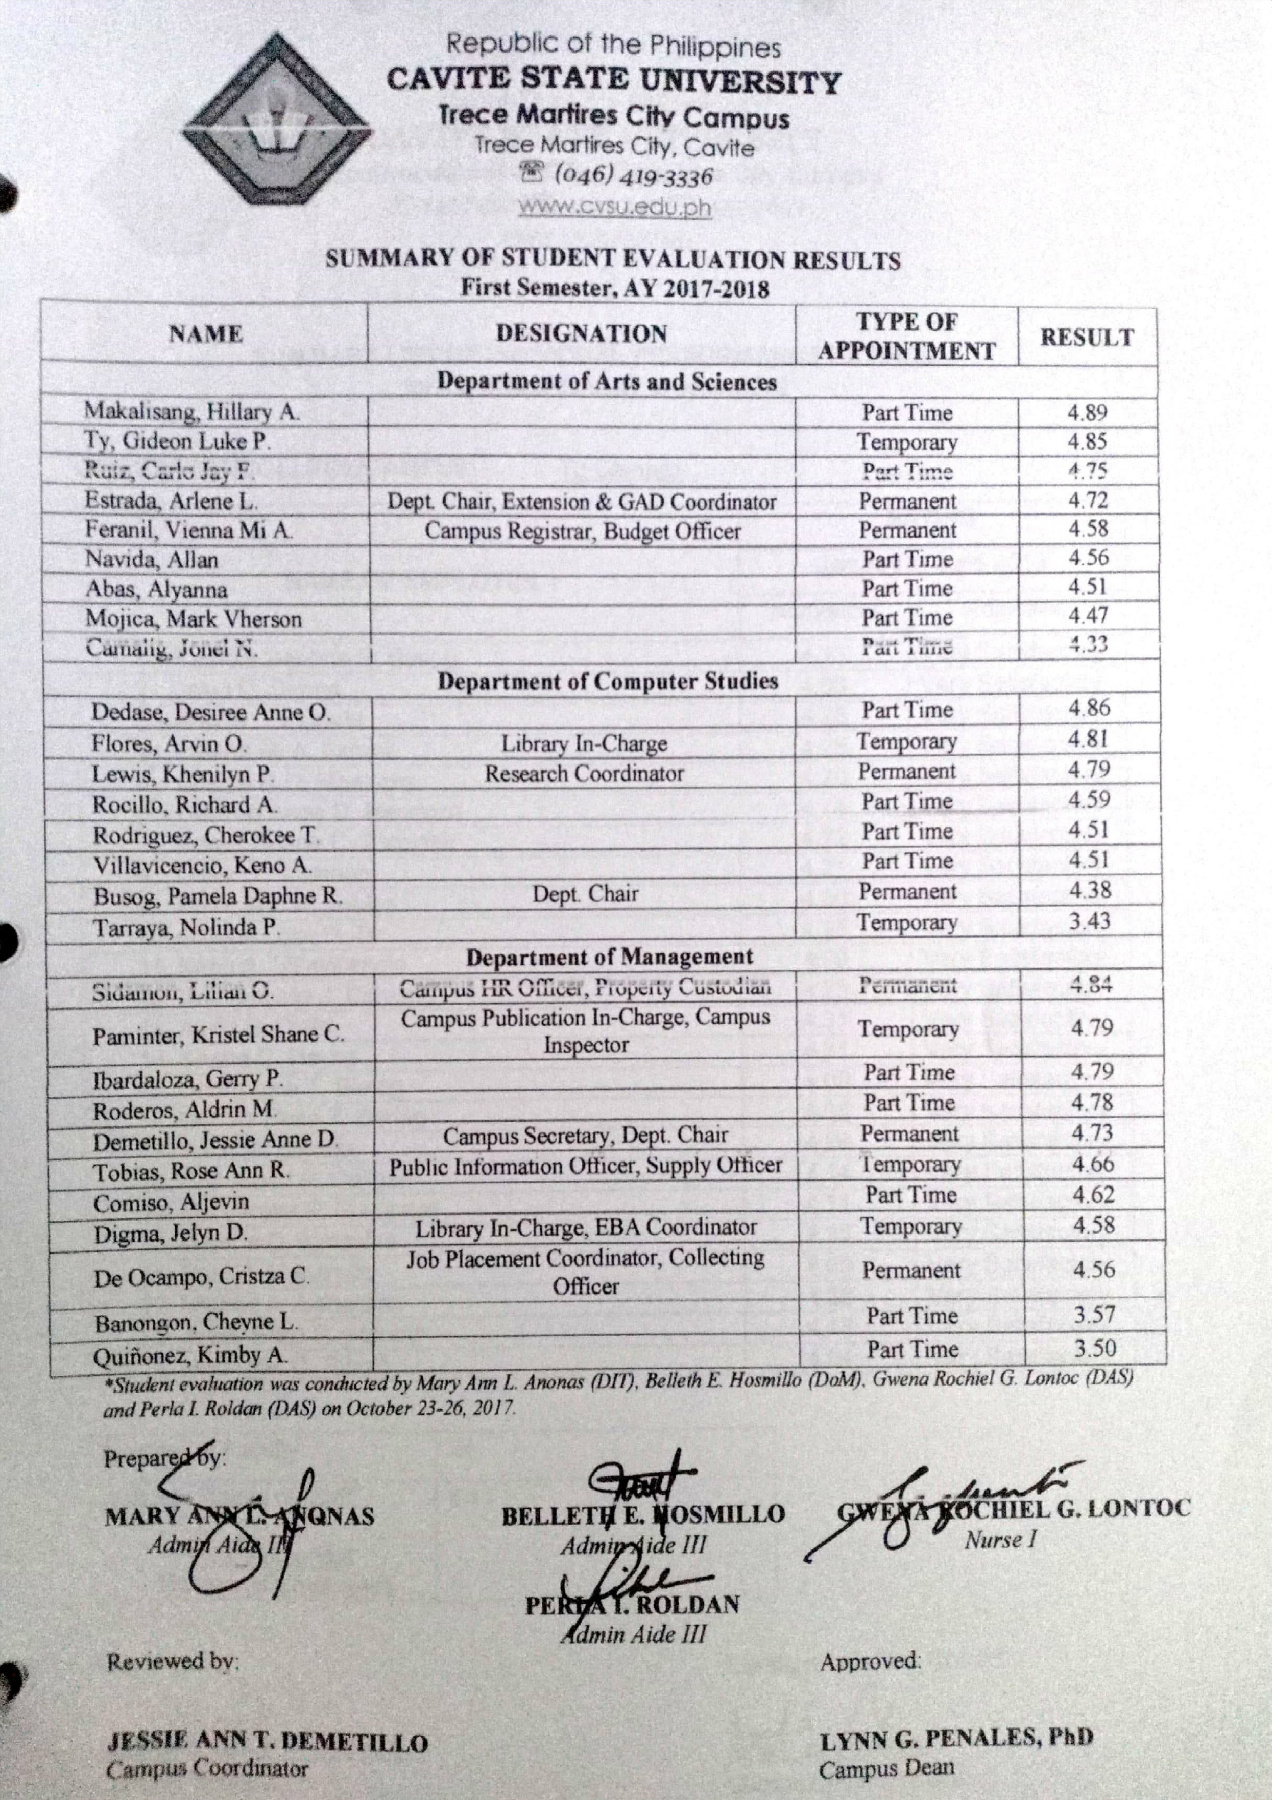 Republic of the Philippines
CAVITE STATE UNIVERSITY
Trece Martires City Campus
Trece Martires City, Cavite
☏ (046) 419-3336
www.cvsu.edu.ph
SUMMARY OF STUDENT EVALUATION RESULTS
First Semester, AY 2017-2018
NAME DESIGNATION TYPE OF APPOINTMENT RESULT
Department of Arts and Sciences
Makalisang, Hillary A. Part Time 4.89
Ty, Gideon Luke P. Temporary 4.85
Ruiz, Carlo Jay F. Part Time 4.75
Estrada, Arlene L. Dept. Chair, Extension & GAD Coordinator Permanent 4.72
Feranil, Vienna Mi A. Campus Registrar, Budget Officer Permanent 4.58
Navida, Allan Part Time 4.56
Abas, Alyanna Part Time 4.51
Mojica, Mark Vherson Part Time 4.47
Camalig, Jonel N. Part Time 4.33
Department of Computer Studies
Dedase, Desiree Anne O. Part Time 4.86
Flores, Arvin O. Library In-Charge Temporary 4.81
Lewis, Khenilyn P. Research Coordinator Permanent 4.79
Rocillo, Richard A. Part Time 4.59
Rodriguez, Cherokee T. Part Time 4.51
Villavicencio, Keno A. Part Time 4.51
Busog, Pamela Daphne R. Dept. Chair Permanent 4.38
Tarraya, Nolinda P. Temporary 3.43
Department of Management
Sidamon, Lilian O. Campus HR Officer, Property Custodian Permanent 4.84
Paminter, Kristel Shane C. Campus Publication In-Charge, Campus Inspector Temporary 4.79
Ibardaloza, Gerry P. Part Time 4.79
Roderos, Aldrin M. Part Time 4.78
Demetillo, Jessie Anne D. Campus Secretary, Dept. Chair Permanent 4.73
Tobias, Rose Ann R. Public Information Officer, Supply Officer Temporary 4.66
Comiso, Aljevin Part Time 4.62
Digma, Jelyn D. Library In-Charge, EBA Coordinator Temporary 4.58
De Ocampo, Cristza C. Job Placement Coordinator, Collecting Officer Permanent 4.56
Banongon, Cheyne L. Part Time 3.57
Quiñonez, Kimby A. Part Time 3.50
*Student evaluation was conducted by Mary Ann L. Anonas (DIT), Belleth E. Hosmillo (DoM), Gwena Rochiel G. Lontoc (DAS)
and Perla I. Roldan (DAS) on October 23-26, 2017.
Prepared by:
MARY ANN L. ANONAS BELLETH E. HOSMILLO GWENA ROCHIEL G. LONTOC
Admin Aide III Admin Aide III Nurse I
PERLA I. ROLDAN
Admin Aide III
Reviewed by: Approved:
JESSIE ANN T. DEMETILLO LYNN G. PENALES, PhD
Campus Coordinator Campus Dean